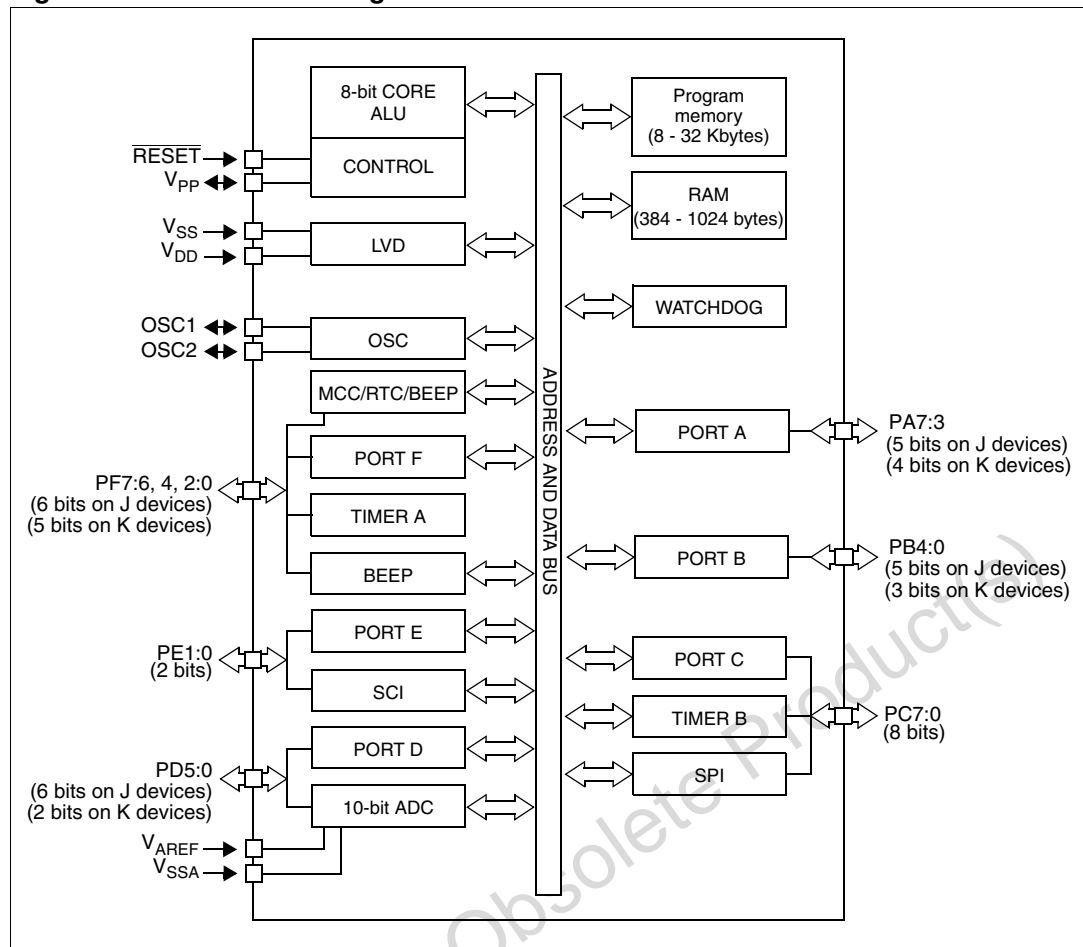 8-bit CORE
ALU
CONTROL
RESET
VPP
VSS
VDD
LVD
OSC1
OSC2
OSC
MCC/RTC/BEEP
PORT F
TIMER A
BEEP
PF7:6, 4, 2:0
(6 bits on J devices)
(5 bits on K devices)
PORT E
SCI
PE1:0
(2 bits)
PORT D
10-bit ADC
PD5:0
(6 bits on J devices)
(2 bits on K devices)
VAREF
VSSA
ADDRESS AND DATA BUS
Program
memory
(8 - 32 Kbytes)
RAM
(384 - 1024 bytes)
WATCHDOG
PORT A
PA7:3
(5 bits on J devices)
(4 bits on K devices)
PORT B
PB4:0
(5 bits on J devices)
(3 bits on K devices)
PORT C
TIMER B
SPI
PC7:0
(8 bits)
Obsolete Product(s)